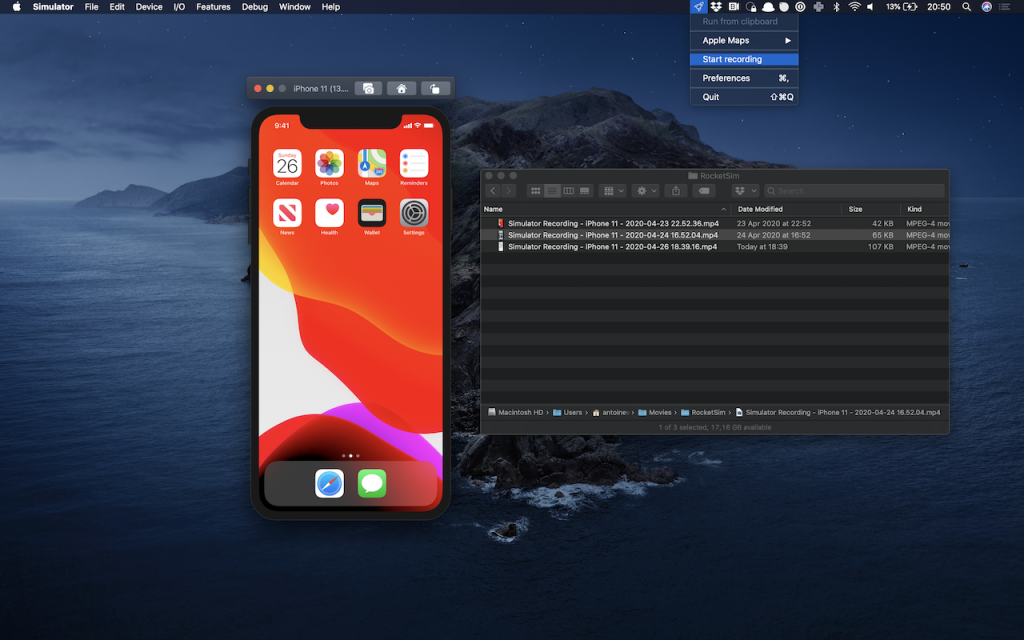 Simulator File Edit Device I/O Features Debug Window Help
13% 20:50
Run from clipboard
Apple Maps
Start recording
Preferences ⌘,
Quit ⇧⌘Q
iPhone 11 (13....
9:41
Sunday
26
Calendar Photos Maps Reminders
News Health Wallet Settings
RocketSim
Search
Name Date Modified Size Kind
Simulator Recording - iPhone 11 - 2020-04-23 22.52.36.mp4 23 Apr 2020 at 22:52 42 KB MPEG-4 mov
Simulator Recording - iPhone 11 - 2020-04-24 16.52.04.mp4 24 Apr 2020 at 16:52 65 KB MPEG-4 mov
Simulator Recording - iPhone 11 - 2020-04-26 18.39.16.mp4 Today at 18:39 107 KB MPEG-4 mov
Macintosh HD › Users › antoine › Movies › RocketSim › Simulator Recording - iPhone 11 - 2020-04-24 16.52.04.mp4
1 of 3 selected, 17,16 GB available